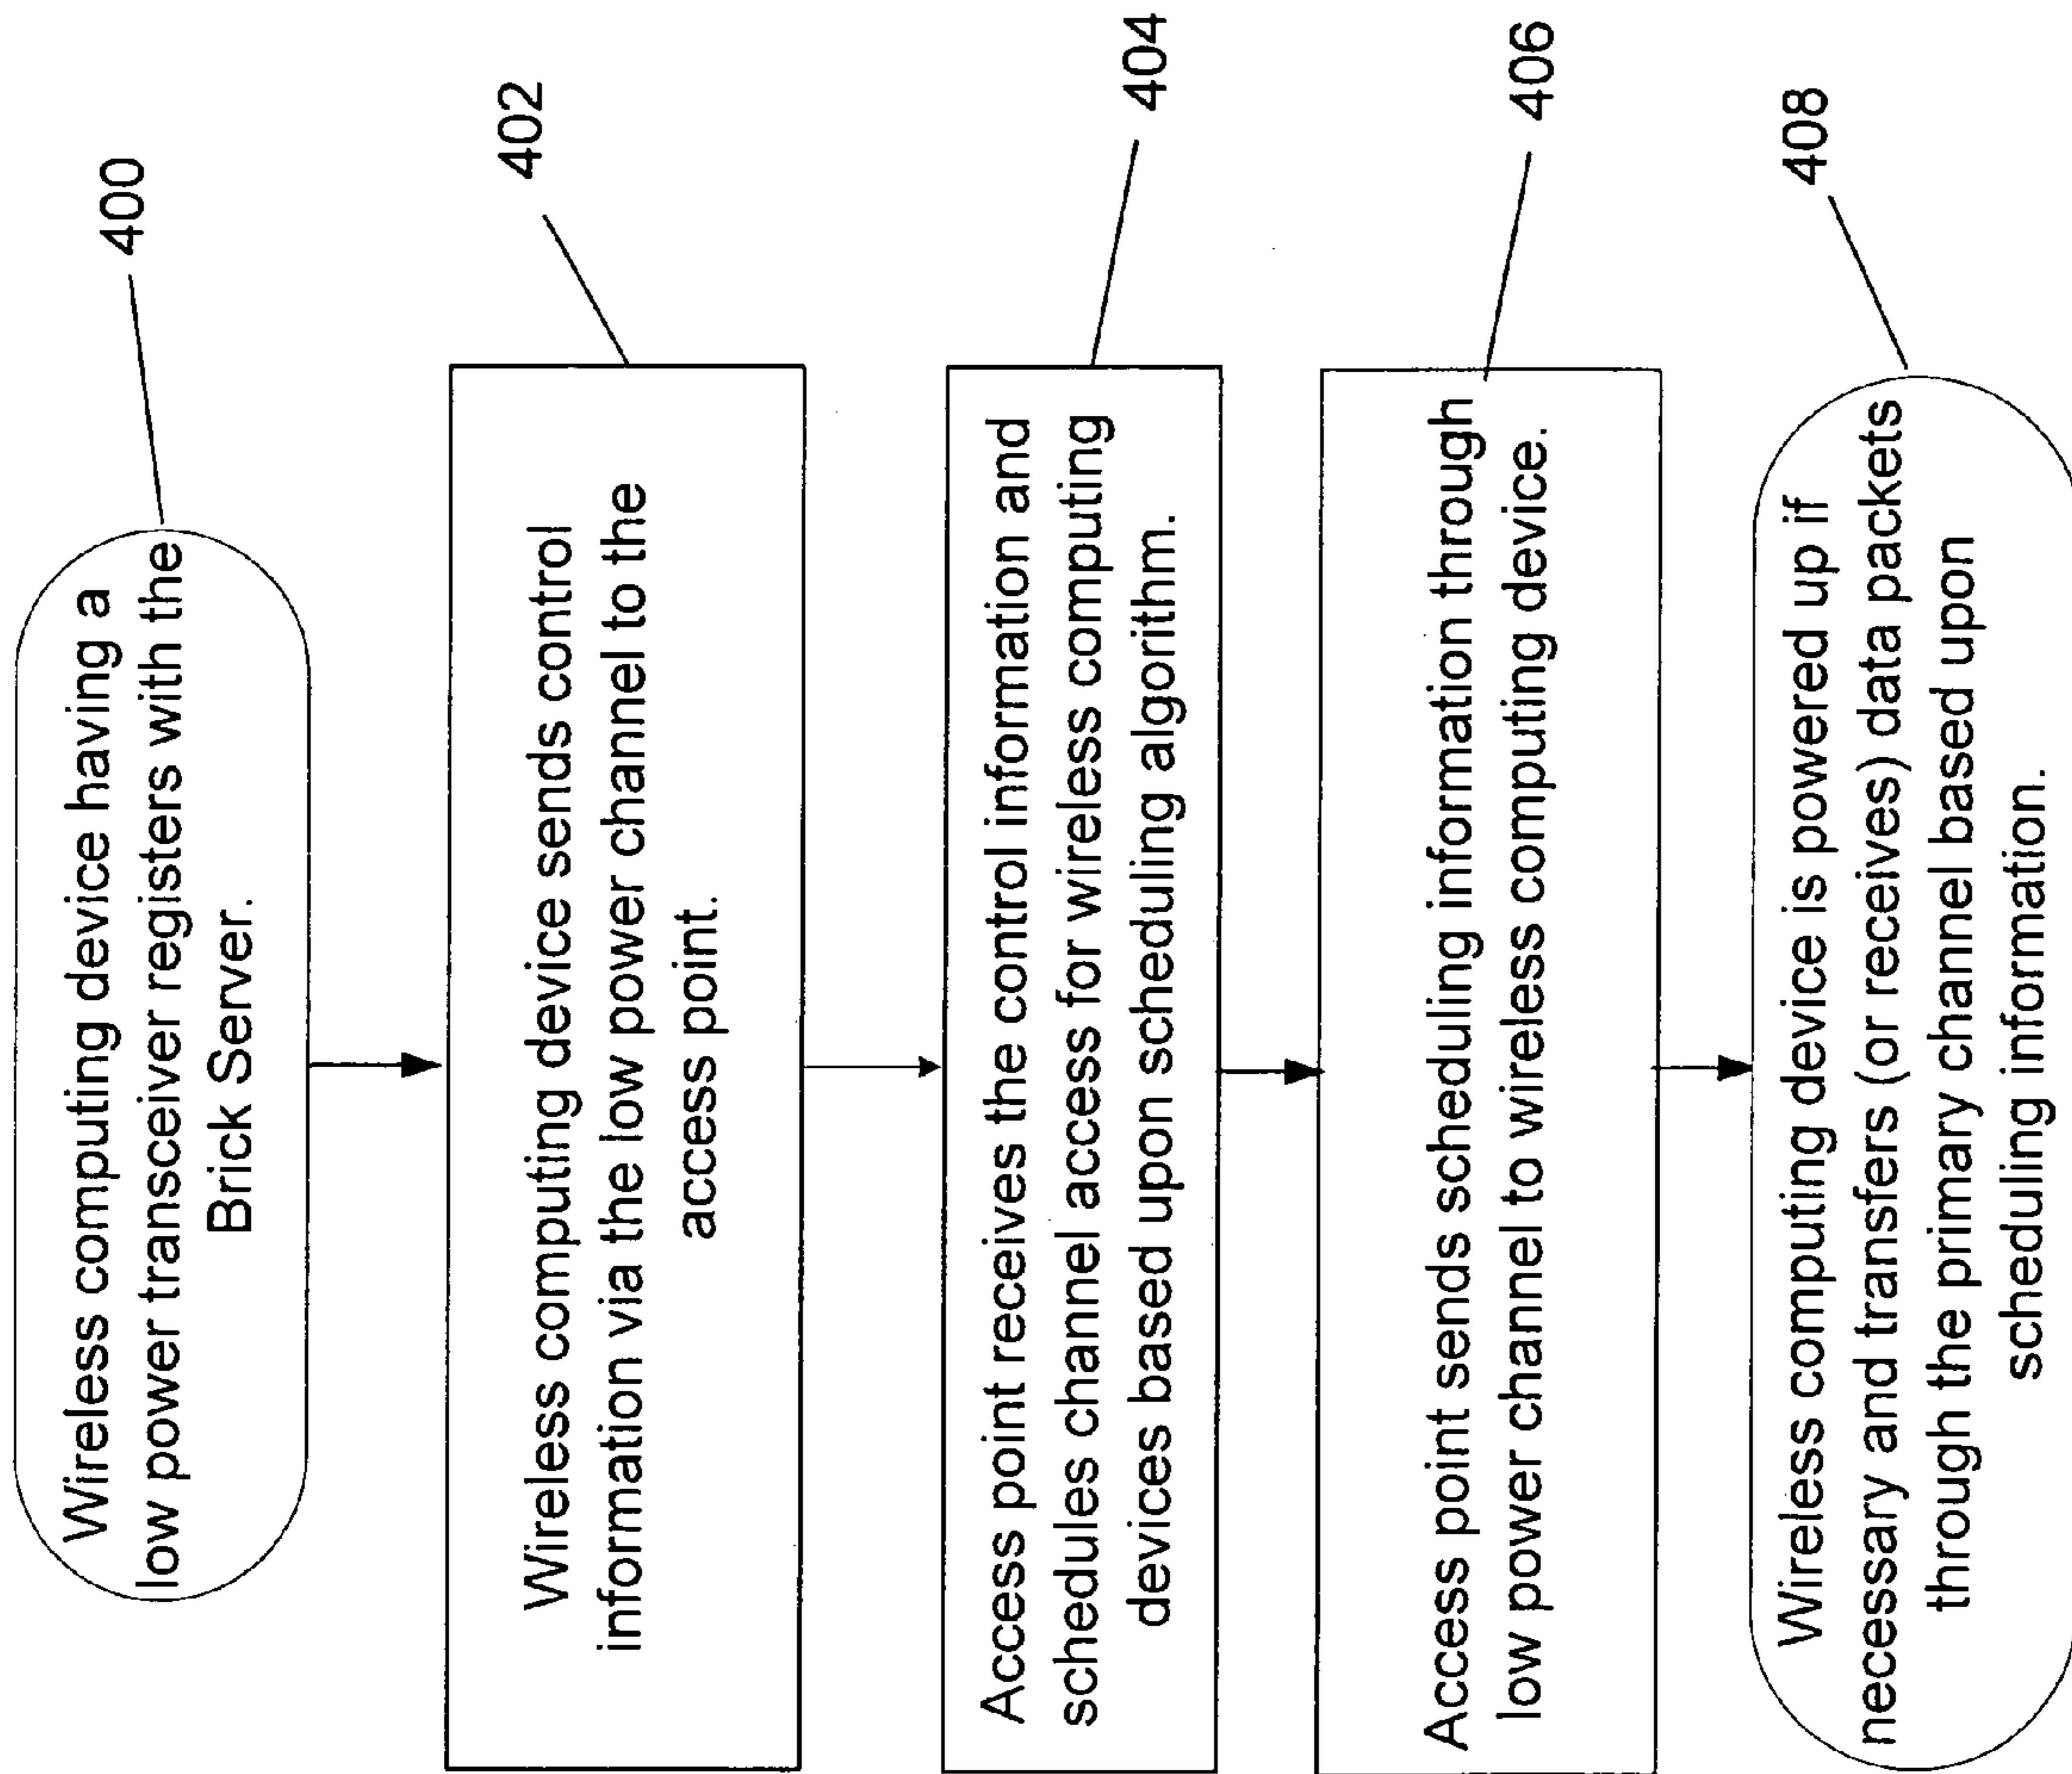 400
Wireless computing device having a
low power transceiver registers with the
Brick Server.
402
Wireless computing device sends control
information via the low power channel to the
access point.
404
Access point receives the control information and
schedules channel access for wireless computing
devices based upon scheduling algorithm.
406
Access point sends scheduling information through
low power channel to wireless computing device.
408
Wireless computing device is powered up if
necessary and transfers (or receives) data packets
through the primary channel based upon
scheduling information.